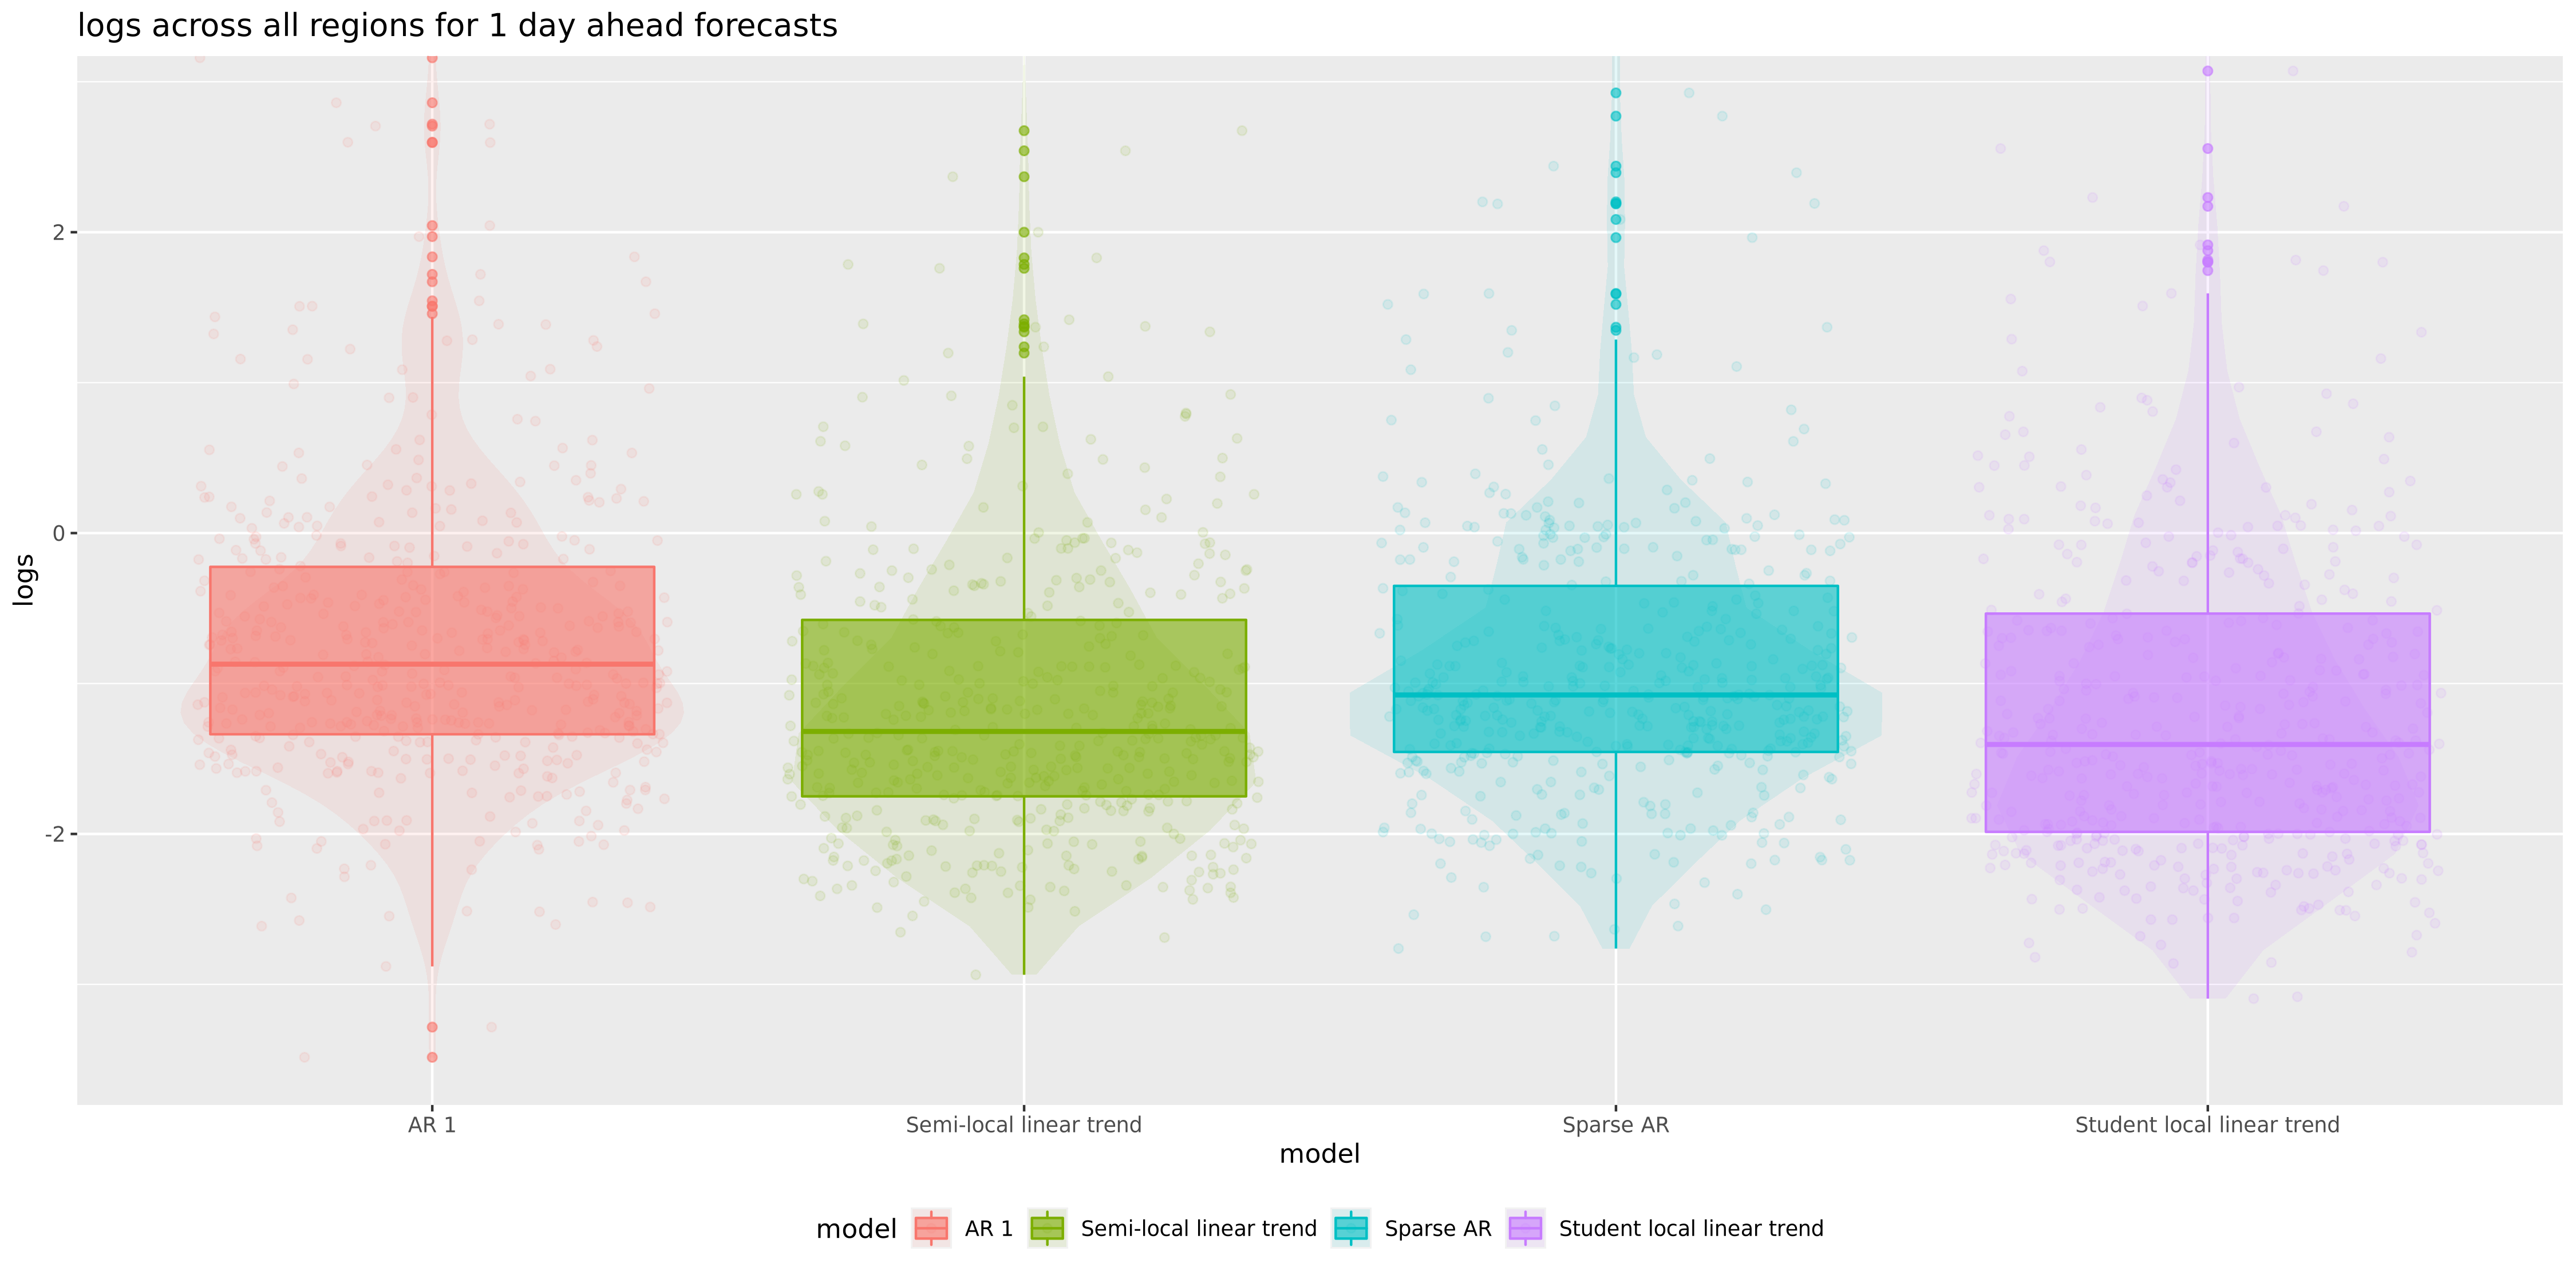 logs across all regions for 1 day ahead forecasts
logs
2
0
-2
AR 1
Semi-local linear trend
Sparse AR
Student local linear trend
model
model AR 1 Semi-local linear trend Sparse AR Student local linear trend